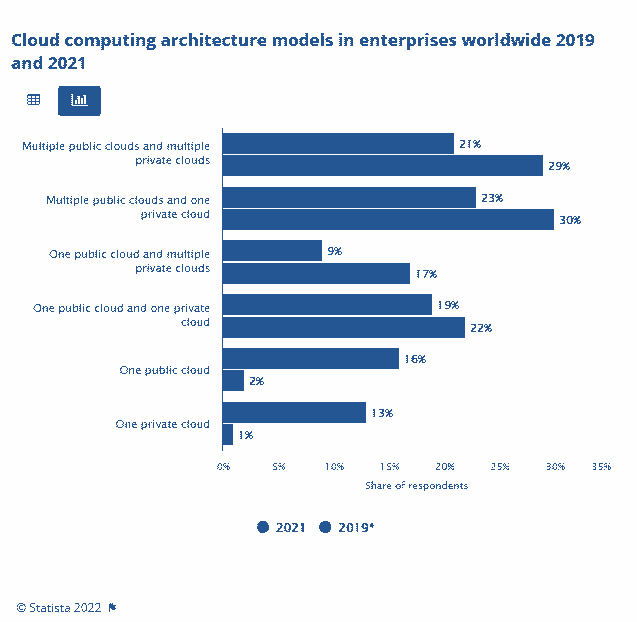 Cloud computing architecture models in enterprises worldwide 2019
and 2021
Multiple public clouds and multiple
private clouds
21%
29%
Multiple public clouds and one
private cloud
23%
30%
One public cloud and multiple
private clouds
9%
17%
One public cloud and one private
cloud
19%
22%
One public cloud
16%
2%
One private cloud
13%
1%
0% 5% 10% 15% 20% 25% 30% 35%
Share of respondents
2021 2019*
© Statista 2022